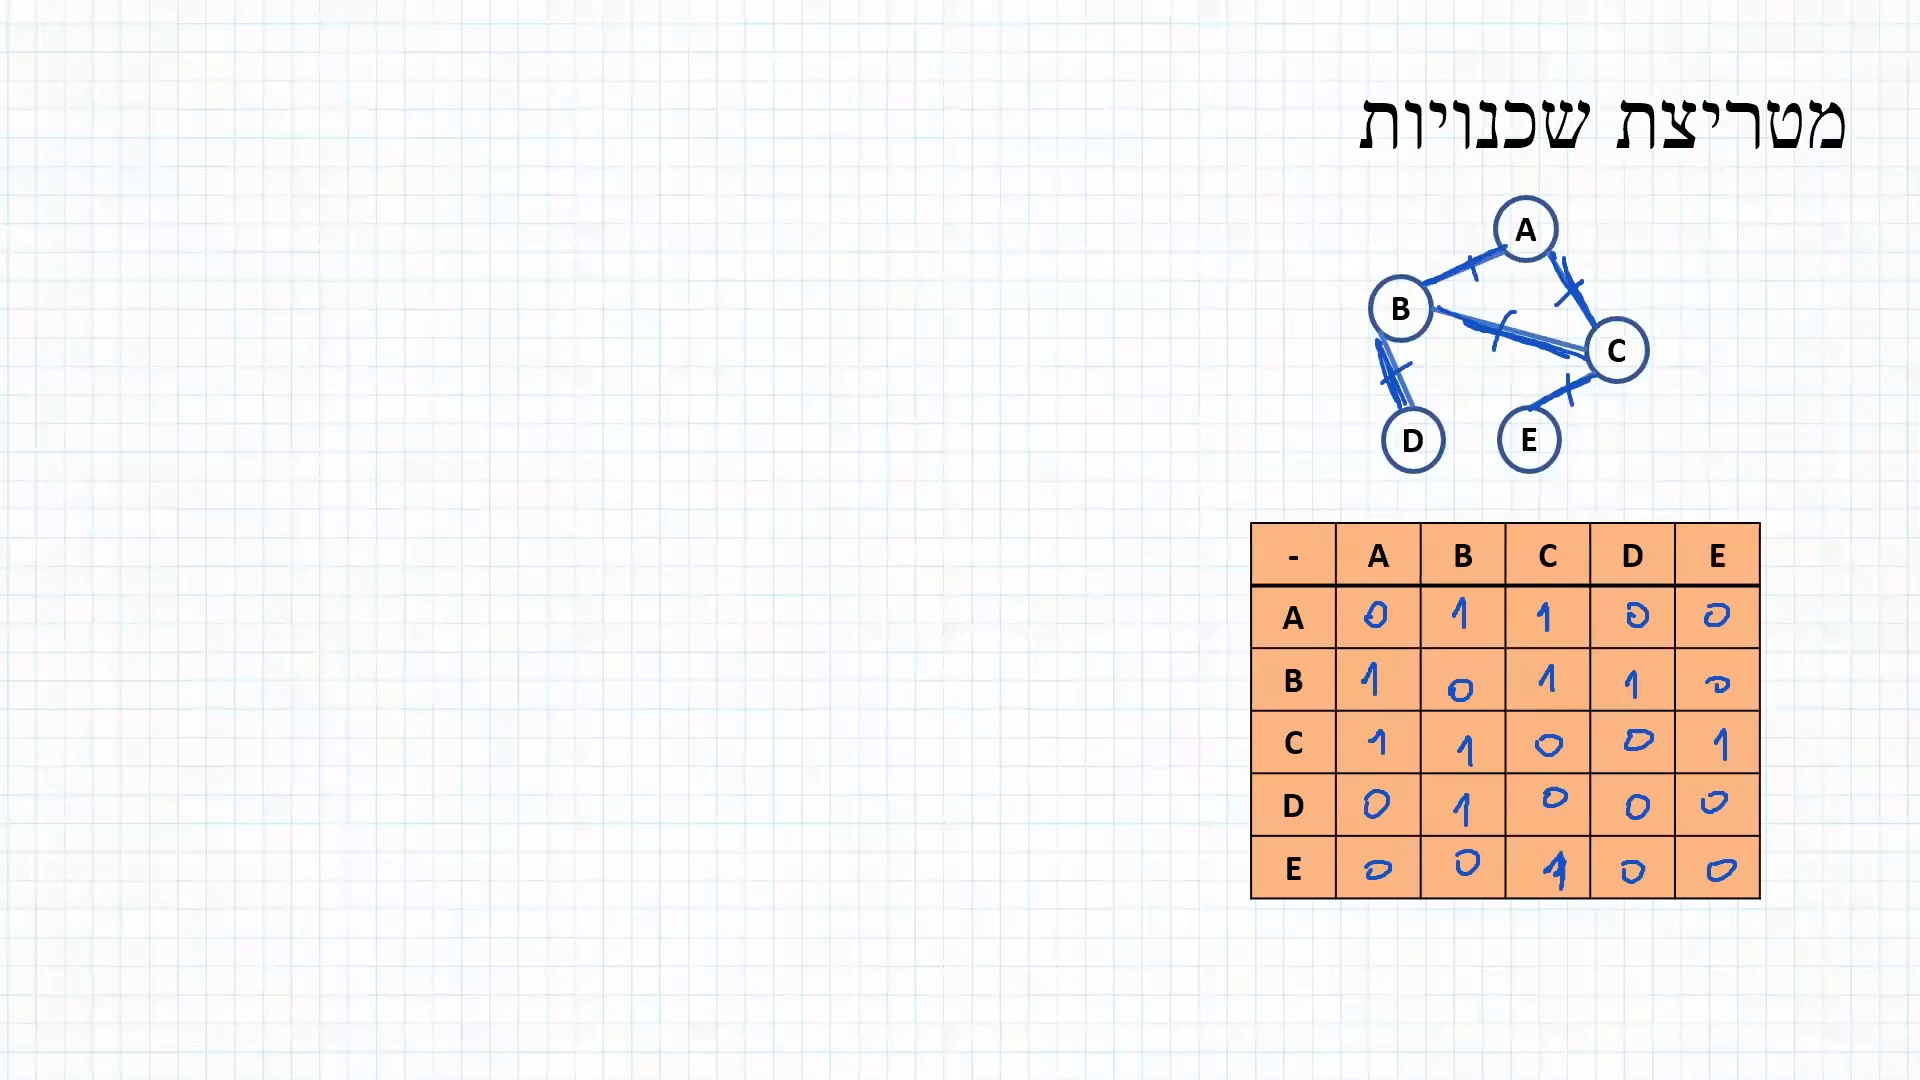 מטריצת שכנויות
A
B
C
D E
- A B C D E
A 0 1 1 0 0
B 1 0 1 1 0
C 1 1 0 0 1
D 0 1 0 0 0
E 0 0 1 0 0